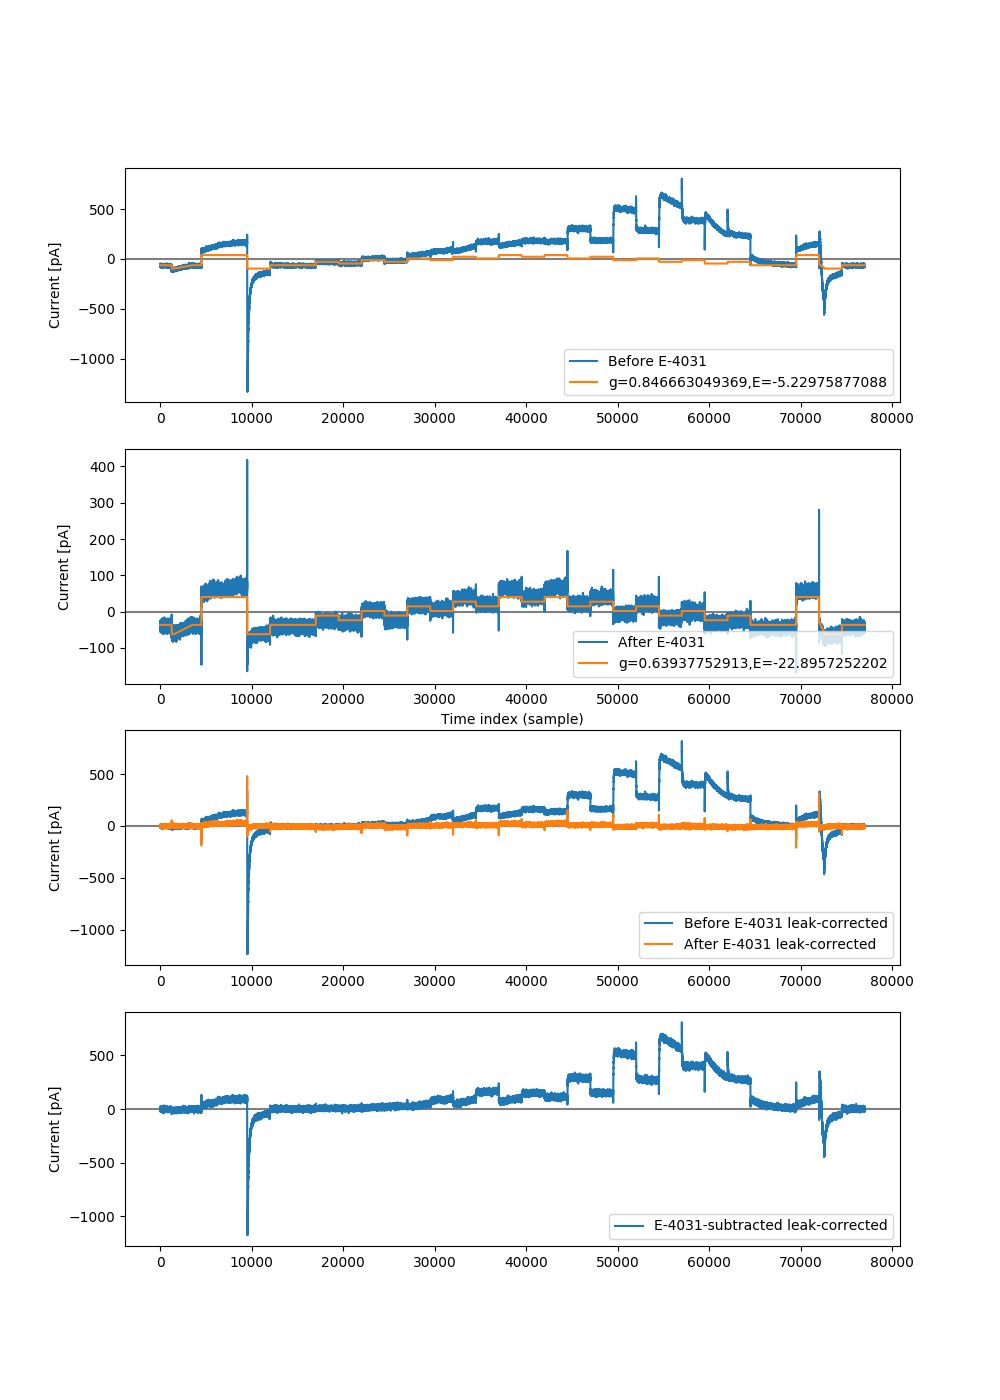 500
0
−500
−1000
Current [pA]
Before E-4031
g=0.846663049369,E=-5.22975877088
0 10000 20000 30000 40000 50000 60000 70000 80000
400
300
200
100
0
−100
Current [pA]
After E-4031
g=0.63937752913,E=-22.8957252202
0 10000 20000 30000 40000 50000 60000 70000 80000
Time index (sample)
500
0
−500
−1000
Current [pA]
Before E-4031 leak-corrected
After E-4031 leak-corrected
0 10000 20000 30000 40000 50000 60000 70000 80000
500
0
−500
−1000
Current [pA]
E-4031-subtracted leak-corrected
0 10000 20000 30000 40000 50000 60000 70000 80000